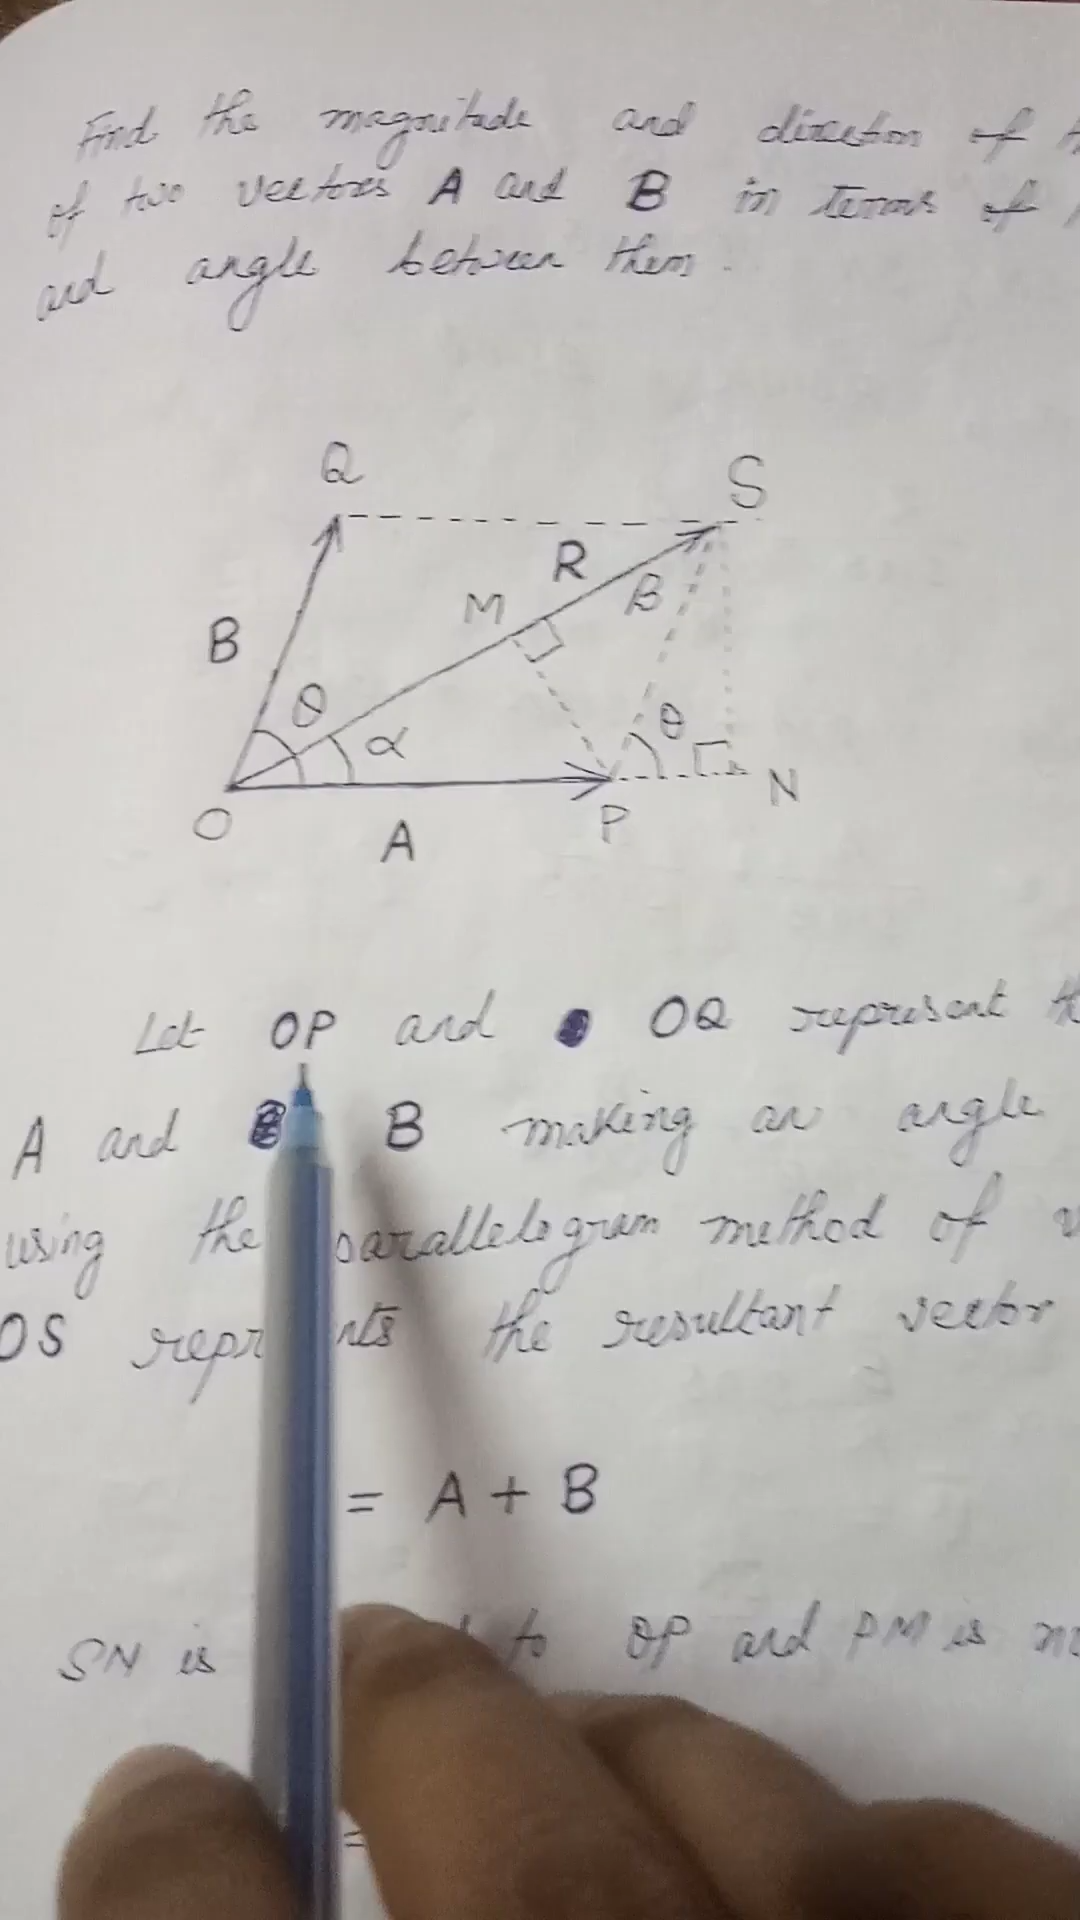 Find the magnitude and direction of
of two vectors A and B in terms of
and angle between them.
Q
S
R
M
β
B
θ
α
θ
N
O
P
A
Let OP and OQ represent
A and B making an angle
using the parallelogram method of
OS the resultant vector
= A + B
SN is to OP and PM is
=